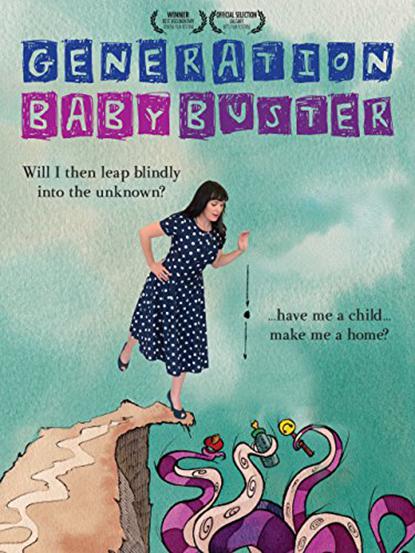 WINNER
OFFICIAL SELECTION
GENERATION
BABY BUSTER
Will I then leap blindly
into the unknown?
...have me a child...
make me a home?